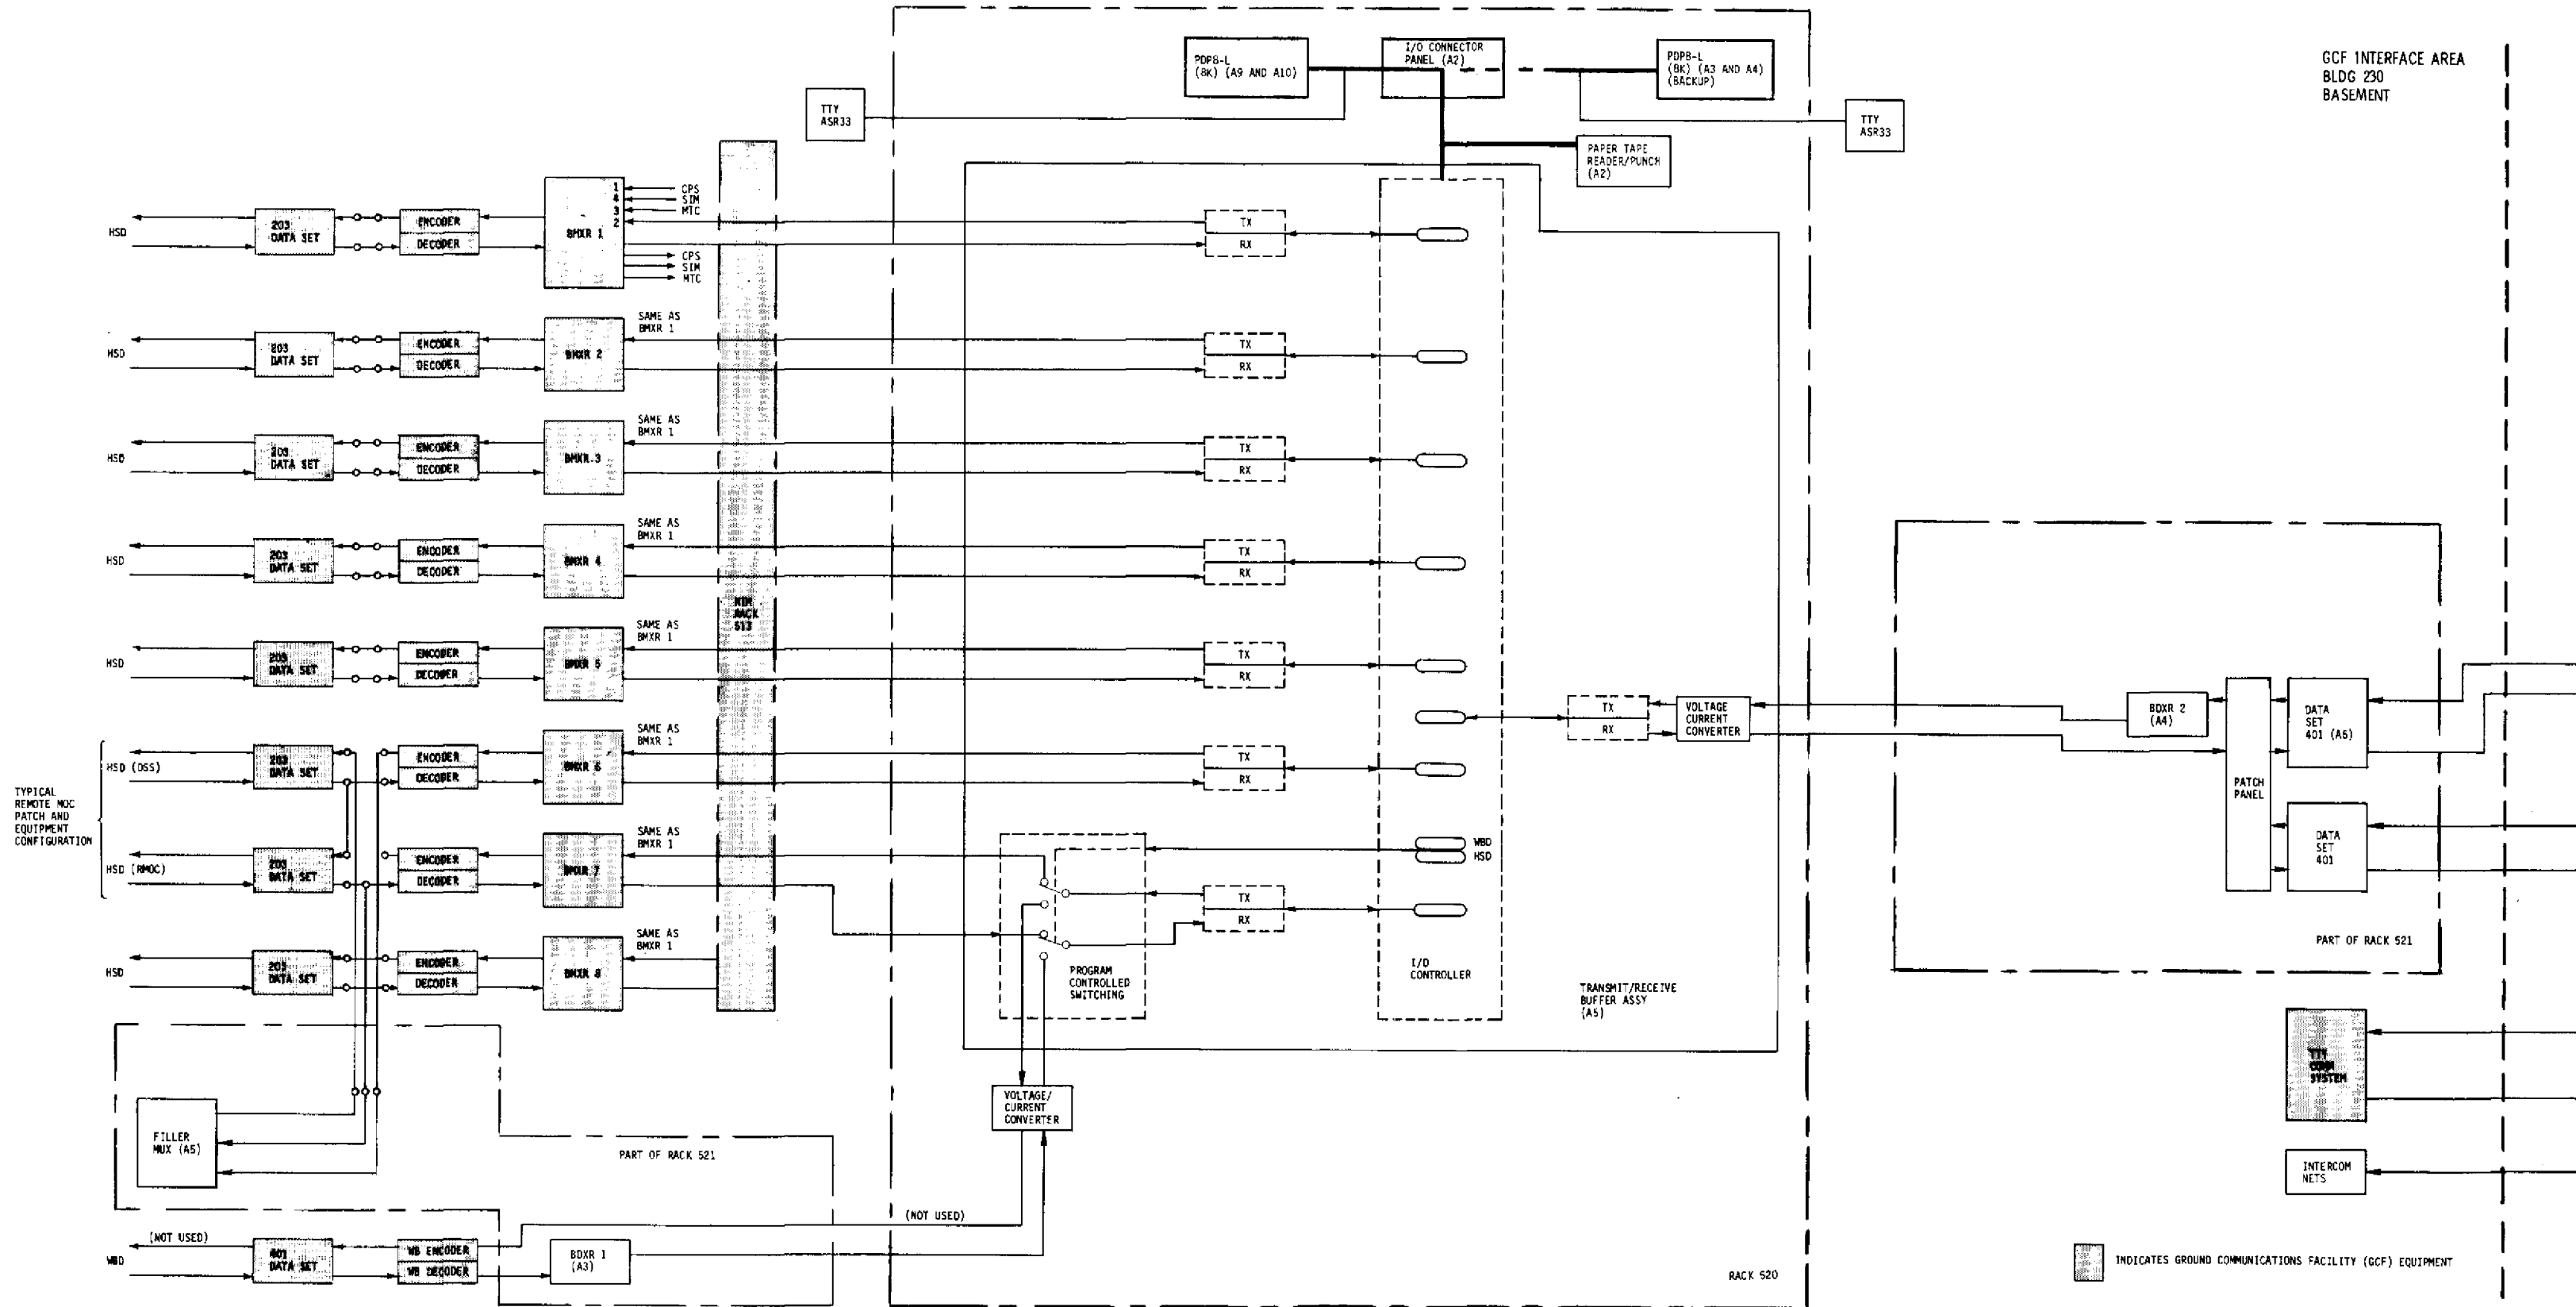 GCF INTERFACE AREA
BLDG 230
BASEMENT
PDP8-L
(8K) (A9 AND A10)
I/O CONNECTOR
PANEL (A2)
PDP8-L
(8K) (A3 AND A4)
(BACKUP)
TTY
ASR33
TTY
ASR33
PAPER TAPE
READER/PUNCH
(A2)
HSD
203
DATA SET
ENCODER
DECODER
BMXR 1
1
4
3
2
CPS
SIM
MTC
CPS
SIM
MTC
TX
RX
HSD
203
DATA SET
ENCODER
DECODER
BMXR 2
SAME AS
BMXR 1
TX
RX
HSD
203
DATA SET
ENCODER
DECODER
BMXR 3
SAME AS
BMXR 1
TX
RX
HSD
203
DATA SET
ENCODER
DECODER
BMXR 4
SAME AS
BMXR 1
TX
RX
RACK
513
HSD
203
DATA SET
ENCODER
DECODER
BMXR 5
SAME AS
BMXR 1
TX
RX
TX
RX
VOLTAGE
CURRENT
CONVERTER
BDXR 2
(A4)
PATCH
PANEL
DATA
SET
401 (A6)
DATA
SET
401
PART OF RACK 521
TYPICAL
REMOTE MOC
PATCH AND
EQUIPMENT
CONFIGURATION
HSD (DSS)
203
DATA SET
ENCODER
DECODER
BMXR 6
SAME AS
BMXR 1
TX
RX
HSD (RMOC)
203
DATA SET
ENCODER
DECODER
BMXR 7
SAME AS
BMXR 1
WBD
HSD
TX
RX
HSD
203
DATA SET
ENCODER
DECODER
BMXR 8
SAME AS
BMXR 1
PROGRAM
CONTROLLED
SWITCHING
I/D
CONTROLLER
TRANSMIT/RECEIVE
BUFFER ASSY
(A5)
TTY
COMM
SYSTEM
VOLTAGE/
CURRENT
CONVERTER
FILLER
MUX (A5)
PART OF RACK 521
INTERCOM
NETS
(NOT USED)
(NOT USED)
WBD
401
DATA SET
WB ENCODER
WB DECODER
BDXR 1
(A3)
RACK 520
INDICATES GROUND COMMUNICATIONS FACILITY (GCF) EQUIPMENT